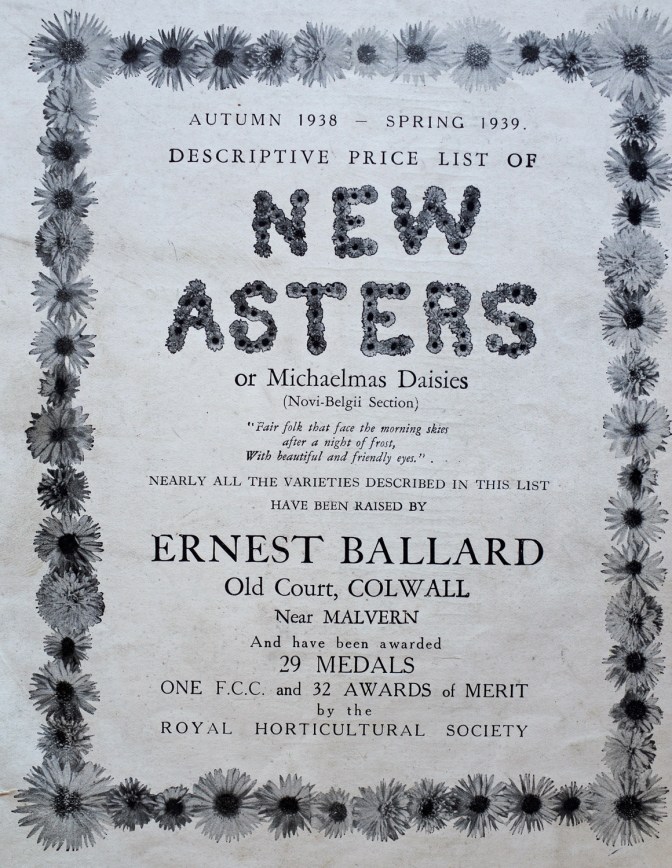 AUTUMN 1938 – SPRING 1939.
DESCRIPTIVE PRICE LIST OF
NEW
ASTERS
or Michaelmas Daisies
(Novi-Belgii Section)
"Fair folk that face the morning skies
after a night of frost,
With beautiful and friendly eyes." .
NEARLY ALL THE VARIETIES DESCRIBED IN THIS LIST
HAVE BEEN RAISED BY
ERNEST BALLARD
Old Court, COLWALL
Near MALVERN
And have been awarded
29 MEDALS
ONE F.C.C. and 32 AWARDS of MERIT
by the
ROYAL HORTICULTURAL SOCIETY